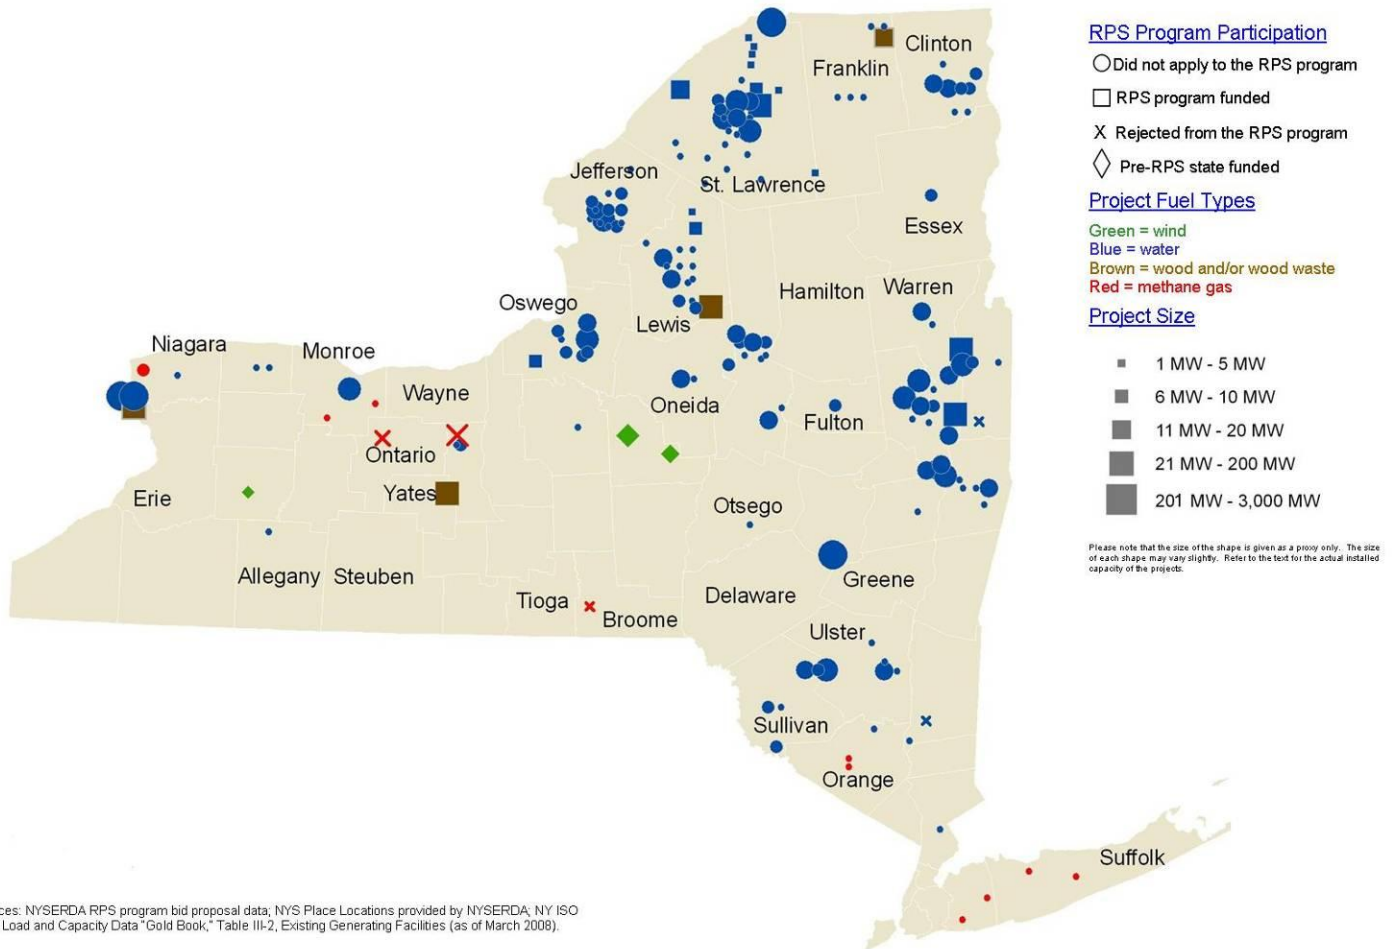 RPS Program Participation
Did not apply to the RPS program
RPS program funded
X Rejected from the RPS program
Pre-RPS state funded
Project Fuel Types
Green = wind
Blue = water
Brown = wood and/or wood waste
Red = methane gas
Project Size
1 MW - 5 MW
6 MW - 10 MW
11 MW - 20 MW
21 MW - 200 MW
201 MW - 3,000 MW
Please note that the size of the shape is given as a proxy only. The size
of each shape may vary slightly. Refer to the text for the actual installed
capacity of the projects.
Clinton
Franklin
Jefferson
St. Lawrence
Essex
Hamilton
Warren
Oswego
Lewis
Niagara
Monroe
Wayne
Oneida
Fulton
Ontario
Erie
Yates
Otsego
Allegany
Steuben
Greene
Tioga
Broome
Delaware
Ulster
Sullivan
Orange
Suffolk
ces: NYSERDA RPS program bid proposal data; NYS Place Locations provided by NYSERDA; NY ISO
Load and Capacity Data "Gold Book," Table III-2, Existing Generating Facilities (as of March 2008).